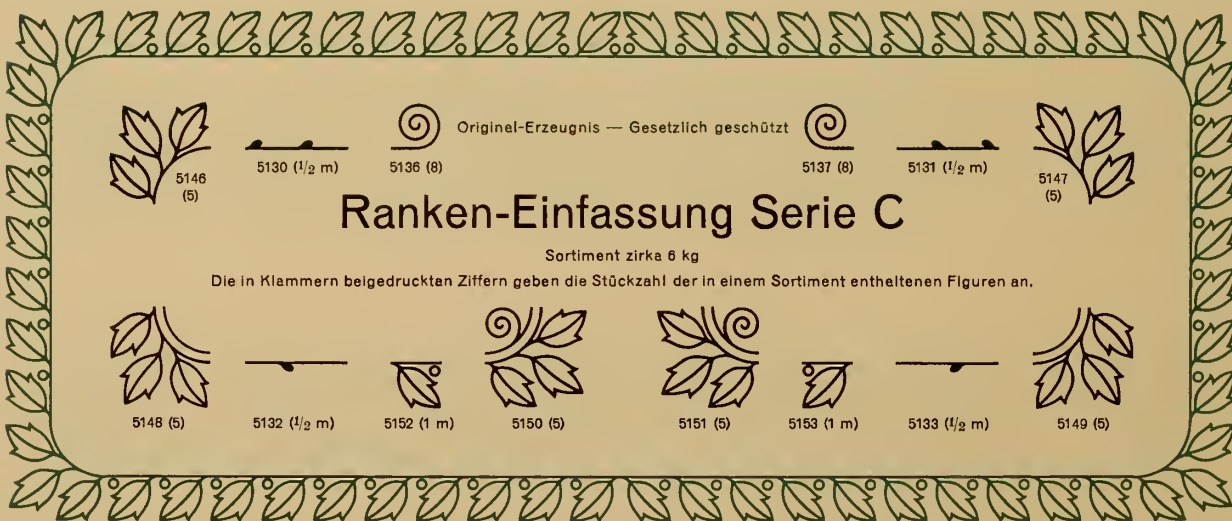 Original-Erzeugnis — Gesetzlich geschützt
5146 (5)
5130 (1/2 m)
5136 (8)
5137 (8)
5131 (1/2 m)
5147 (5)
Ranken-Einfassung Serie C
Sortiment zirka 6 kg
Die in Klammern beigedruckten Ziffern geben die Stückzahl der in einem Sortiment enthaltenen Figuren an.
5148 (5)
5132 (1/2 m)
5152 (1 m)
5150 (5)
5151 (5)
5153 (1 m)
5133 (1/2 m)
5149 (5)